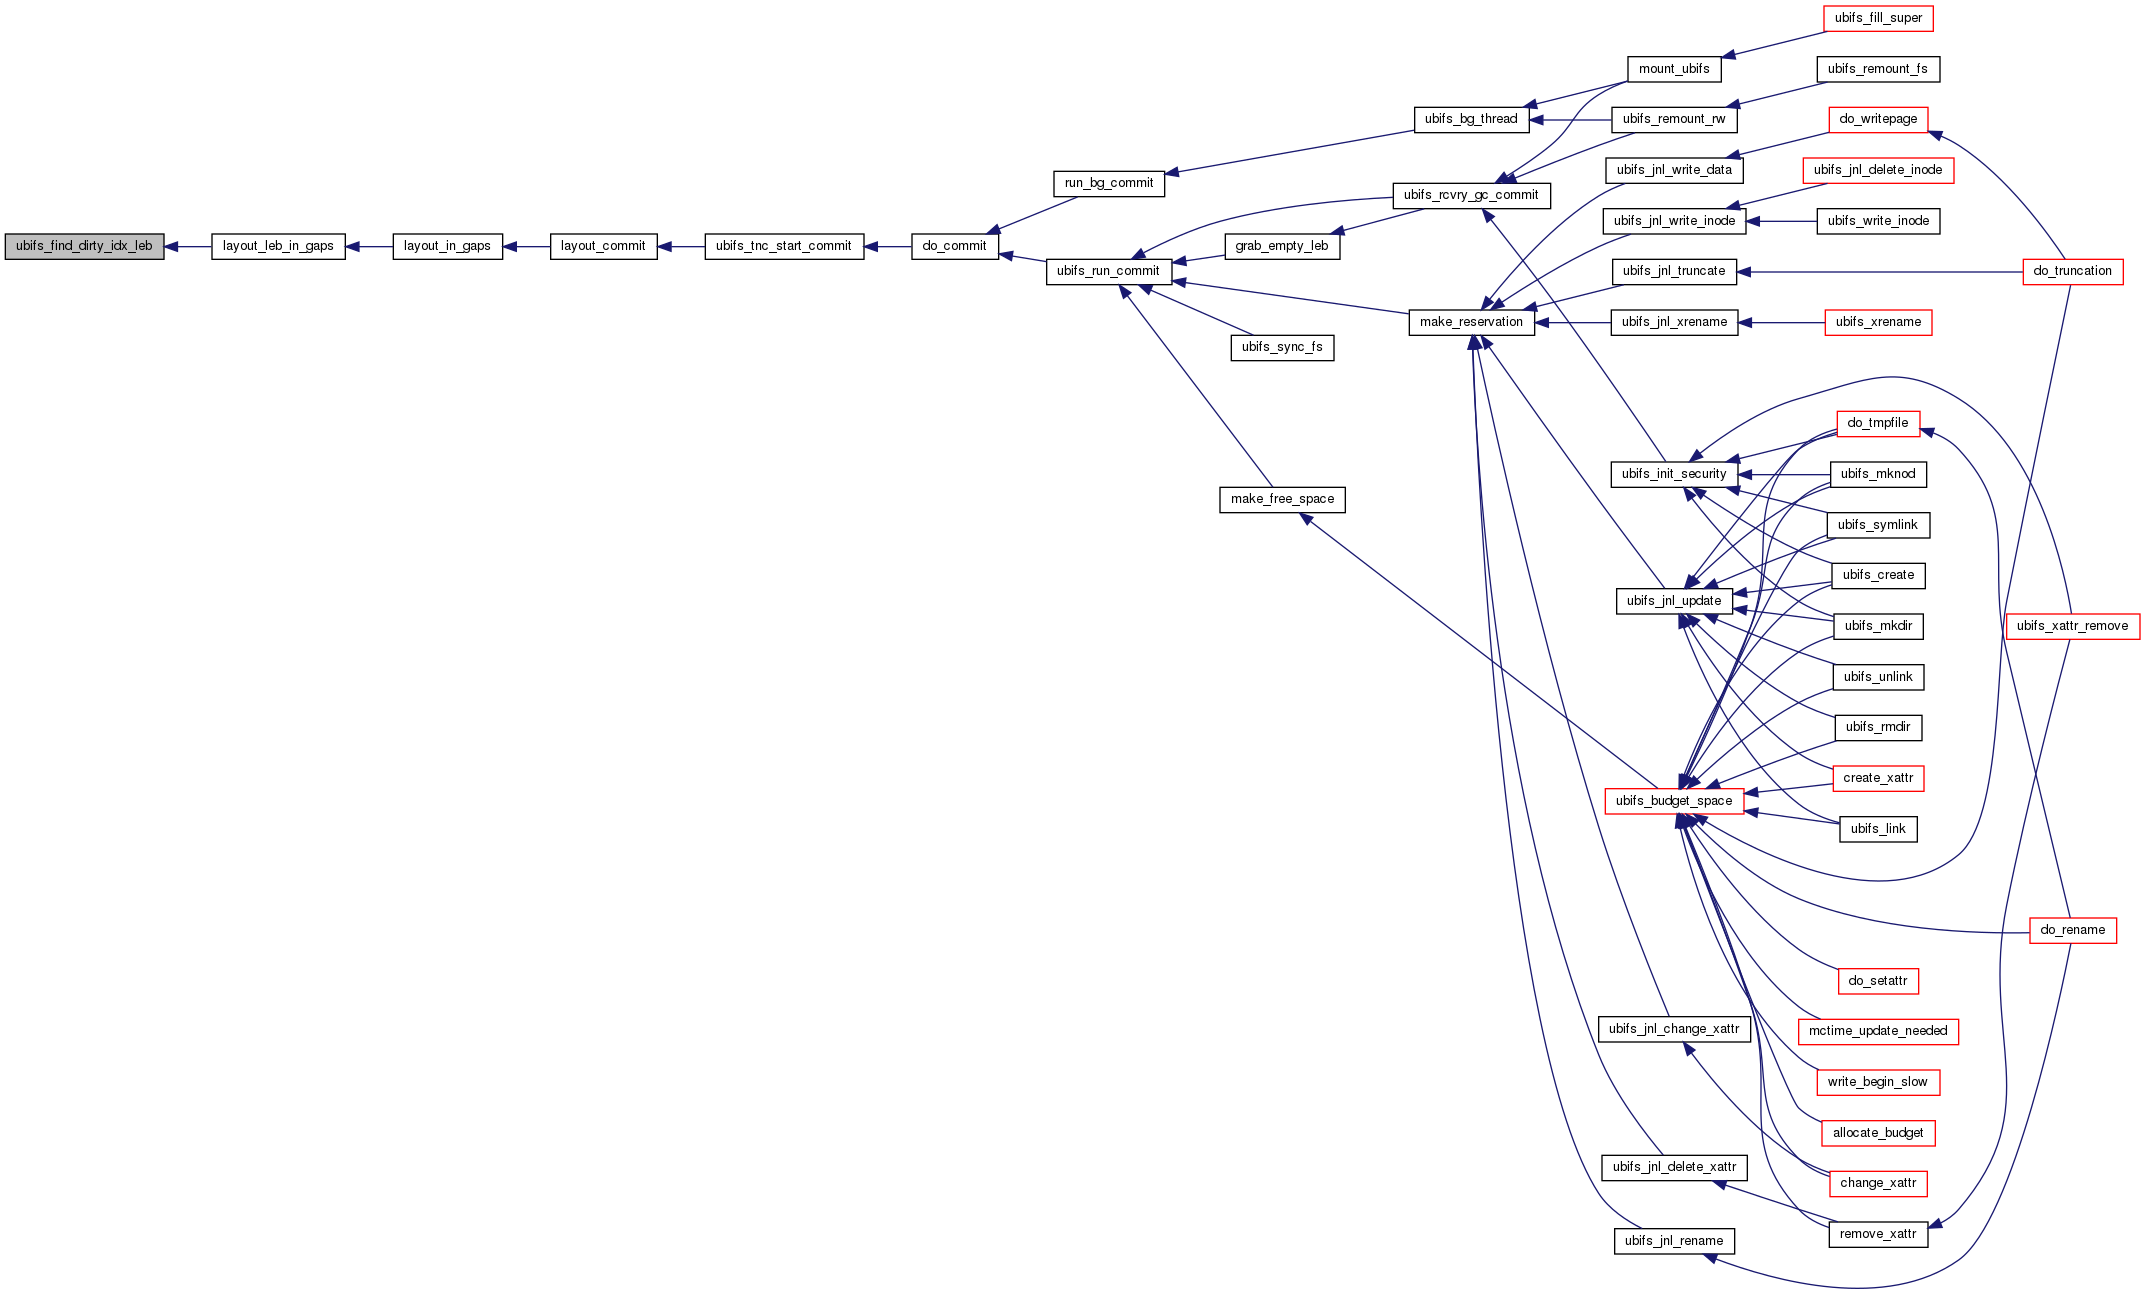 ubifs_find_dirty_idx_leb
layout_leb_in_gaps
layout_in_gaps
layout_commit
ubifs_tnc_start_commit
do_commit
run_bg_commit
ubifs_run_commit
grab_empty_leb
ubifs_sync_fs
make_free_space
ubifs_bg_thread
ubifs_rcvry_gc_commit
make_reservation
mount_ubifs
ubifs_remount_rw
ubifs_jnl_write_data
ubifs_jnl_write_inode
ubifs_jnl_truncate
ubifs_jnl_xrename
ubifs_init_security
ubifs_jnl_update
ubifs_budget_space
ubifs_jnl_change_xattr
ubifs_jnl_delete_xattr
ubifs_jnl_rename
ubifs_fill_super
ubifs_remount_fs
do_writepage
ubifs_jnl_delete_inode
ubifs_write_inode
ubifs_xrename
do_tmpfile
ubifs_mknod
ubifs_symlink
ubifs_create
ubifs_mkdir
ubifs_unlink
ubifs_rmdir
create_xattr
ubifs_link
do_setattr
mctime_update_needed
write_begin_slow
allocate_budget
change_xattr
remove_xattr
do_truncation
ubifs_xattr_remove
do_rename